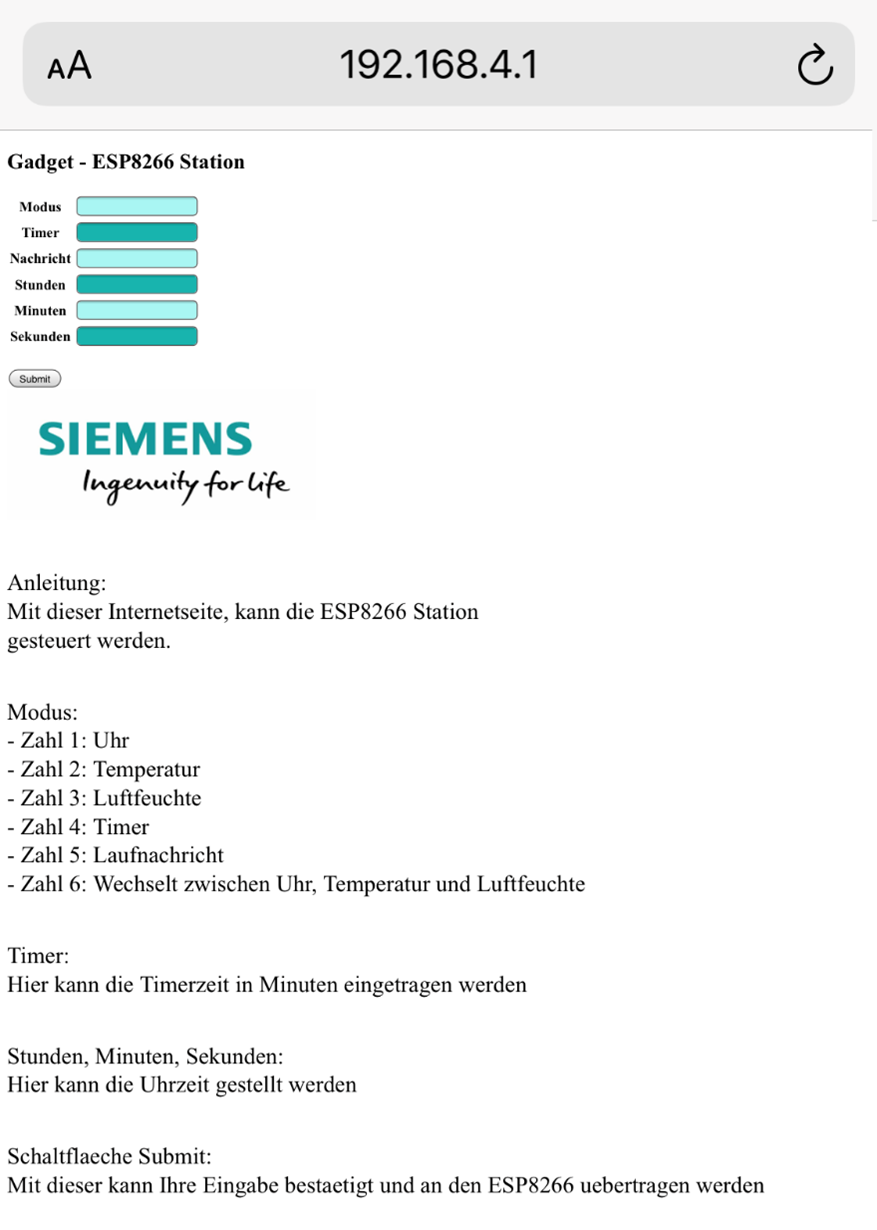 AA
192.168.4.1
Gadget - ESP8266 Station
Modus
Timer
Nachricht
Stunden
Minuten
Sekunden
Submit
SIEMENS
Ingenuity for life
Anleitung:
Mit dieser Internetseite, kann die ESP8266 Station
gesteuert werden.
Modus:
- Zahl 1: Uhr
- Zahl 2: Temperatur
- Zahl 3: Luftfeuchte
- Zahl 4: Timer
- Zahl 5: Laufnachricht
- Zahl 6: Wechselt zwischen Uhr, Temperatur und Luftfeuchte
Timer:
Hier kann die Timerzeit in Minuten eingetragen werden
Stunden, Minuten, Sekunden:
Hier kann die Uhrzeit gestellt werden
Schaltflaeche Submit:
Mit dieser kann Ihre Eingabe bestaetigt und an den ESP8266 uebertragen werden